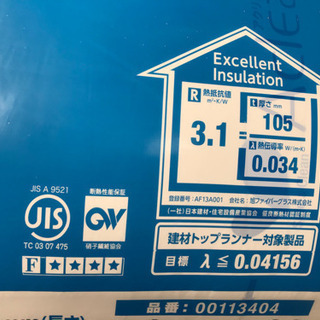 Excellent
Insulation
R 熱抵抗値
m²·K/W
3.1
=
t 厚さ mm
105
λ 熱伝導率 W/(m·K)
0.034
登録番号：AF13A001 会社名：旭ファイバーグラス株式会社
(一社)日本建材・住宅設備産業協会 優良断熱材認証制度
JIS A 9521
JIS
TC 03 07 475
断熱性能保証
GW
硝子繊維協会
F☆☆☆☆
建材トップランナー対象製品
目標 λ≦ 0.04156
品番：00113404